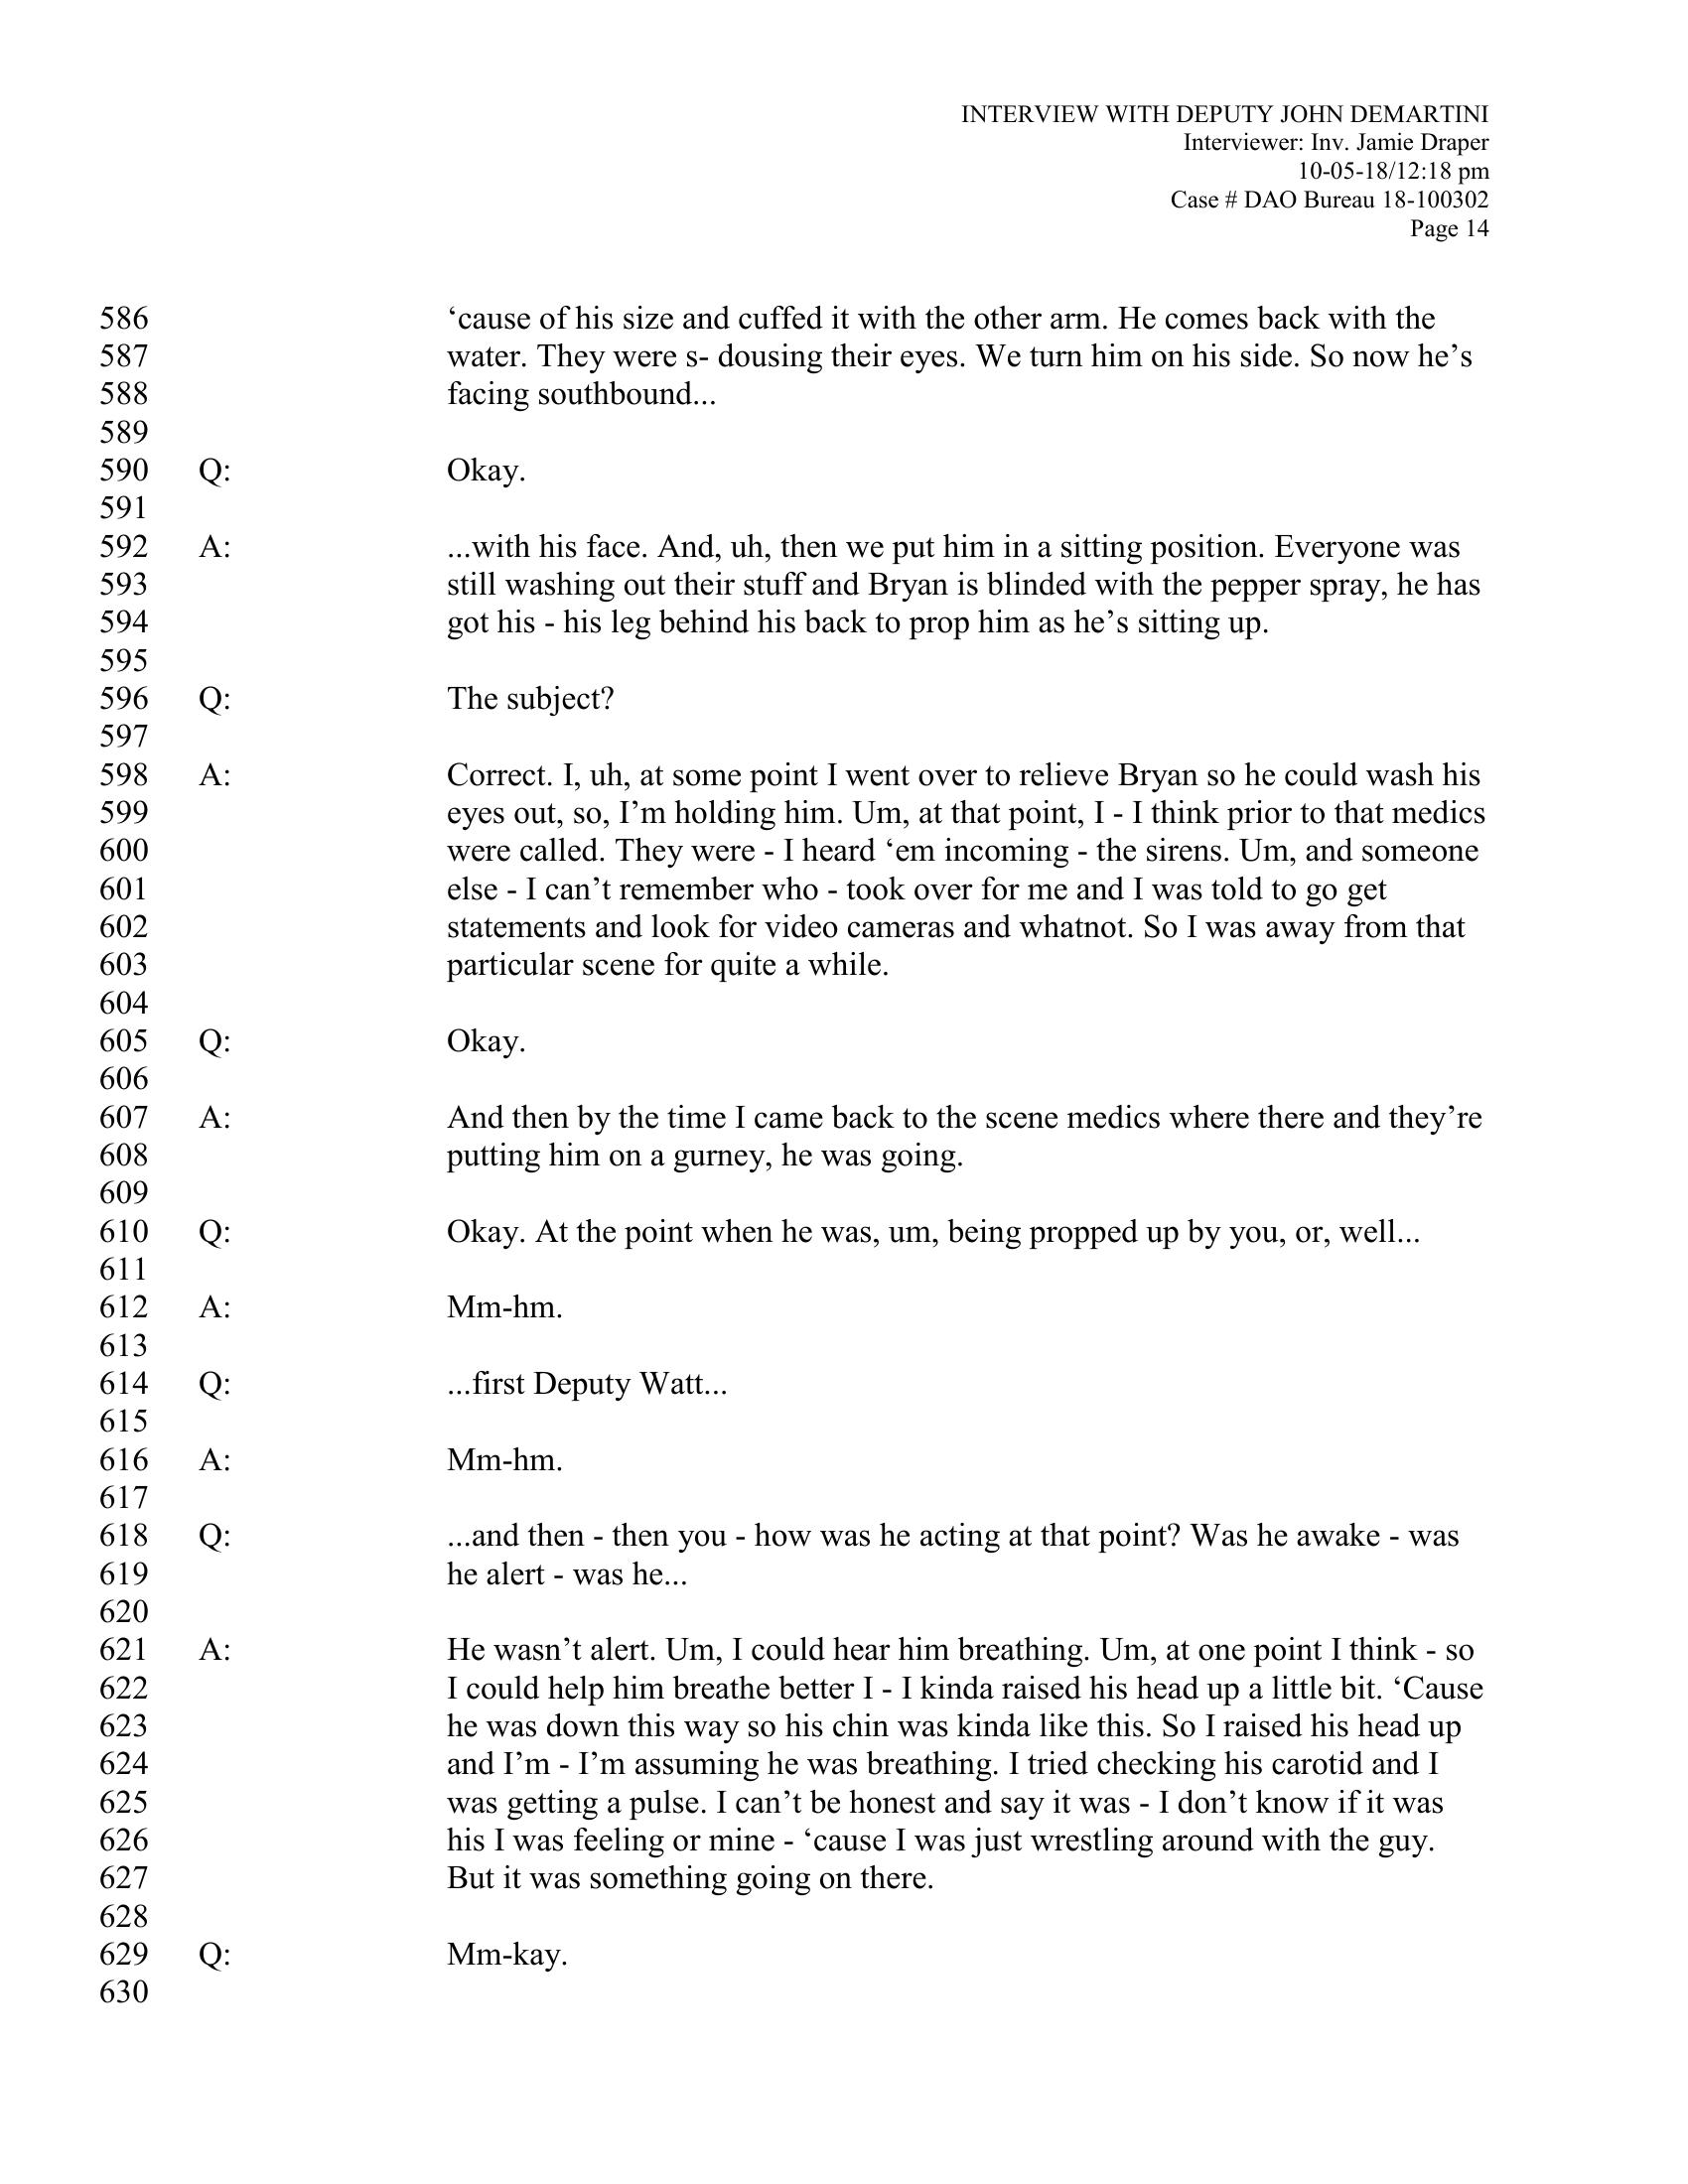 INTERVIEW WITH DEPUTY JOHN DEMARTINI
Interviewer: Inv. Jamie Draper
10-05-18/12:18 pm
Case # DAO Bureau 18-100302
Page 14
586 ‘cause of his size and cuffed it with the other arm. He comes back with the
587 water. They were s- dousing their eyes. We turn him on his side. So now he’s
588 facing southbound...
589
590 Q: Okay.
591
592 A: ...with his face. And, uh, then we put him in a sitting position. Everyone was
593 still washing out their stuff and Bryan is blinded with the pepper spray, he has
594 got his - his leg behind his back to prop him as he’s sitting up.
595
596 Q: The subject?
597
598 A: Correct. I, uh, at some point I went over to relieve Bryan so he could wash his
599 eyes out, so, I’m holding him. Um, at that point, I - I think prior to that medics
600 were called. They were - I heard ‘em incoming - the sirens. Um, and someone
601 else - I can’t remember who - took over for me and I was told to go get
602 statements and look for video cameras and whatnot. So I was away from that
603 particular scene for quite a while.
604
605 Q: Okay.
606
607 A: And then by the time I came back to the scene medics where there and they’re
608 putting him on a gurney, he was going.
609
610 Q: Okay. At the point when he was, um, being propped up by you, or, well...
611
612 A: Mm-hm.
613
614 Q: ...first Deputy Watt...
615
616 A: Mm-hm.
617
618 Q: ...and then - then you - how was he acting at that point? Was he awake - was
619 he alert - was he...
620
621 A: He wasn’t alert. Um, I could hear him breathing. Um, at one point I think - so
622 I could help him breathe better I - I kinda raised his head up a little bit. ‘Cause
623 he was down this way so his chin was kinda like this. So I raised his head up
624 and I’m - I’m assuming he was breathing. I tried checking his carotid and I
625 was getting a pulse. I can’t be honest and say it was - I don’t know if it was
626 his I was feeling or mine - ‘cause I was just wrestling around with the guy.
627 But it was something going on there.
628
629 Q: Mm-kay.
630